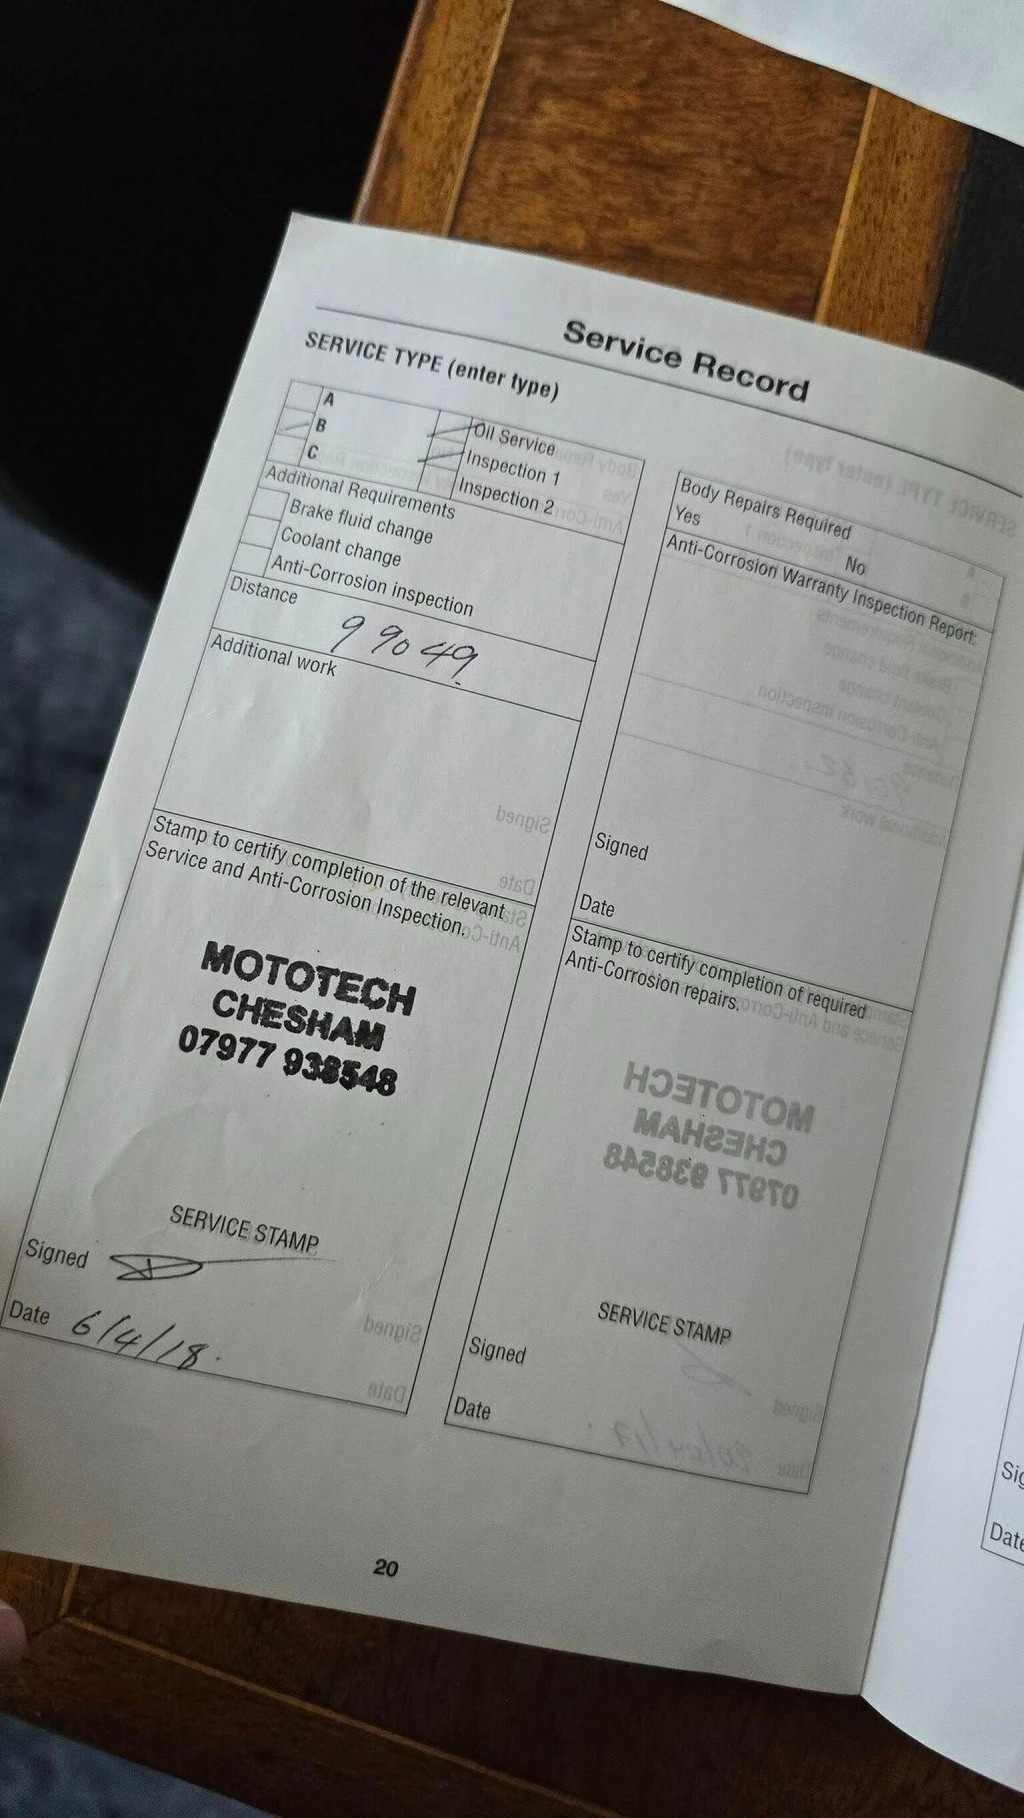 Service Record
SERVICE TYPE (enter type)
A
B
C
Oil Service
Inspection 1
Inspection 2
Additional Requirements
Brake fluid change
Coolant change
Anti-Corrosion inspection
Distance
99049
Additional work
Stamp to certify completion of the relevant
Service and Anti-Corrosion Inspection.
MOTOTECH
CHESHAM
07977 938548
SERVICE STAMP
Signed
Date 6/4/18.
Body Repairs Required
Yes No
Anti-Corrosion Warranty Inspection Report:
Signed
Date
Stamp to certify completion of required
Anti-Corrosion repairs.
SERVICE STAMP
Signed
Date
20
Date